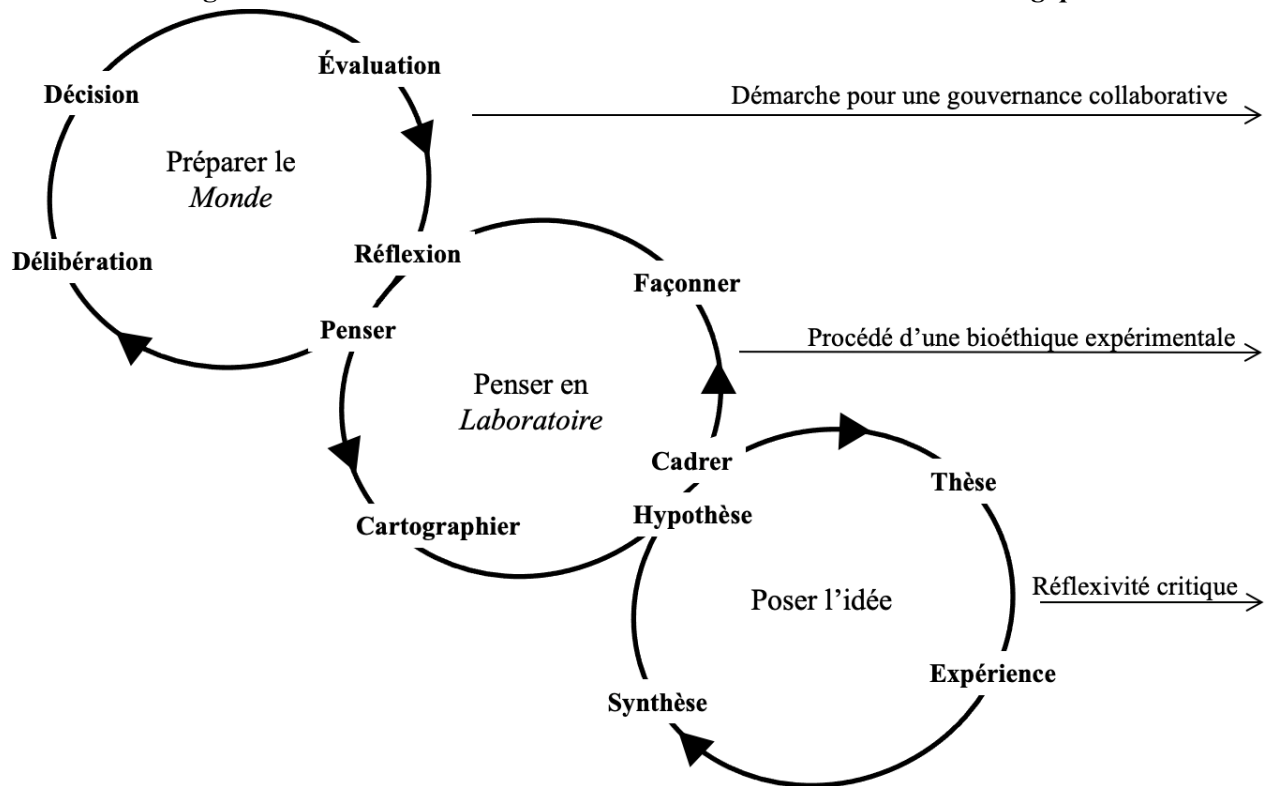 Évaluation
Démarche pour une gouvernance collaborative
Décision
Préparer le
Monde
Réflexion
Délibération
Façonner
Penser
Procédé d’une bioéthique expérimentale
Penser en
Laboratoire
Cadrer
Thèse
Hypothèse
Cartographier
Réflexivité critique
Poser l’idée
Expérience
Synthèse